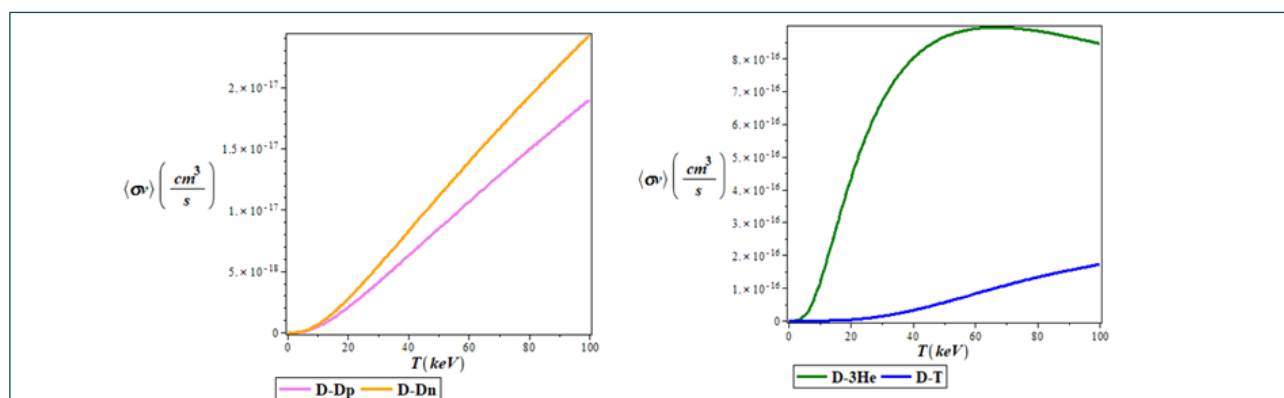 2. × 10⁻¹⁷
1.5 × 10⁻¹⁷
⟨σv⟩ (cm³/s)
1. × 10⁻¹⁷
5. × 10⁻¹⁸
0
0 20 40 60 80 100
T(keV)
D-Dp D-Dn
8. × 10⁻¹⁶
7. × 10⁻¹⁶
6. × 10⁻¹⁶
5. × 10⁻¹⁶
⟨σv⟩ (cm³/s)
4. × 10⁻¹⁶
3. × 10⁻¹⁶
2. × 10⁻¹⁶
1. × 10⁻¹⁶
0
0 20 40 60 80 100
T(keV)
D-3He D-T